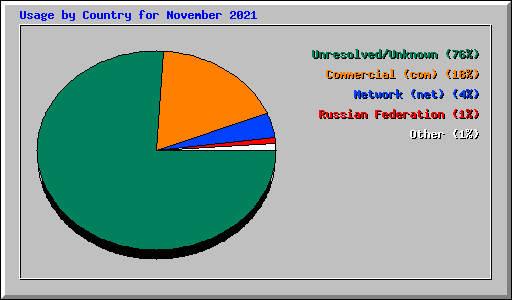 Usage by Country for November 2021
Unresolved/Unknown (76%)
Commercial (com) (18%)
Network (net) (4%)
Russian Federation (1%)
Other (1%)